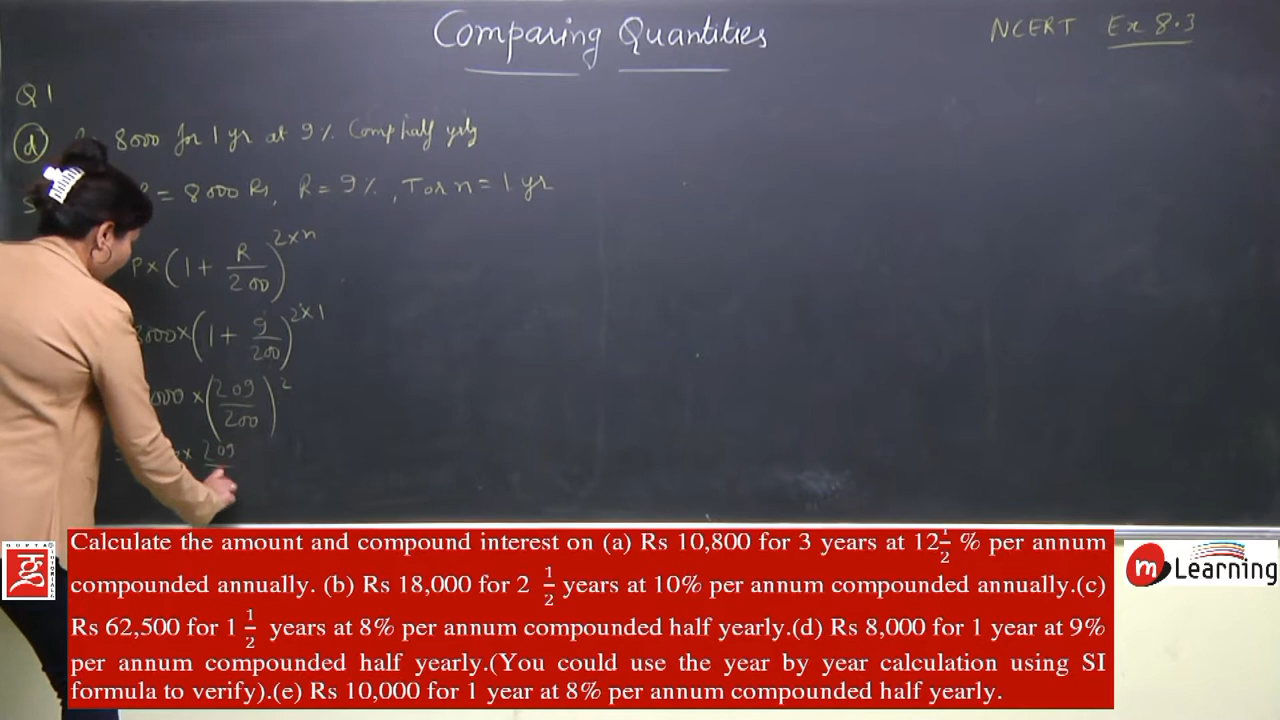 Comparing Quantities
NCERT Ex 8.3
Q1
(d) 8000 for 1 yr at 9% Comp half yrly
= 8000 Rs, R = 9%, T or n = 1 yr
P × (1 + R/200)^2×n
8000 × (1 + 9/200)^2×1
000 × (209/200)^2
× 209
Calculate the amount and compound interest on (a) Rs 10,800 for 3 years at 12 1/2 % per annum
compounded annually. (b) Rs 18,000 for 2 1/2 years at 10% per annum compounded annually.(c)
Rs 62,500 for 1 1/2 years at 8% per annum compounded half yearly.(d) Rs 8,000 for 1 year at 9%
per annum compounded half yearly.(You could use the year by year calculation using SI
formula to verify).(e) Rs 10,000 for 1 year at 8% per annum compounded half yearly.
m Learning